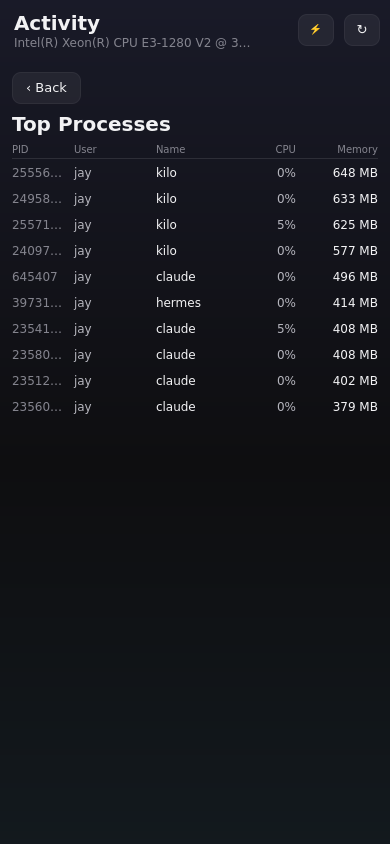 Activity
Intel(R) Xeon(R) CPU E3-1280 V2 @ 3...
⚡ ↻
‹ Back
Top Processes
PID User Name CPU Memory
25556... jay kilo 0% 648 MB
24958... jay kilo 0% 633 MB
25571... jay kilo 5% 625 MB
24097... jay kilo 0% 577 MB
645407 jay claude 0% 496 MB
39731... jay hermes 0% 414 MB
23541... jay claude 5% 408 MB
23580... jay claude 0% 408 MB
23512... jay claude 0% 402 MB
23560... jay claude 0% 379 MB